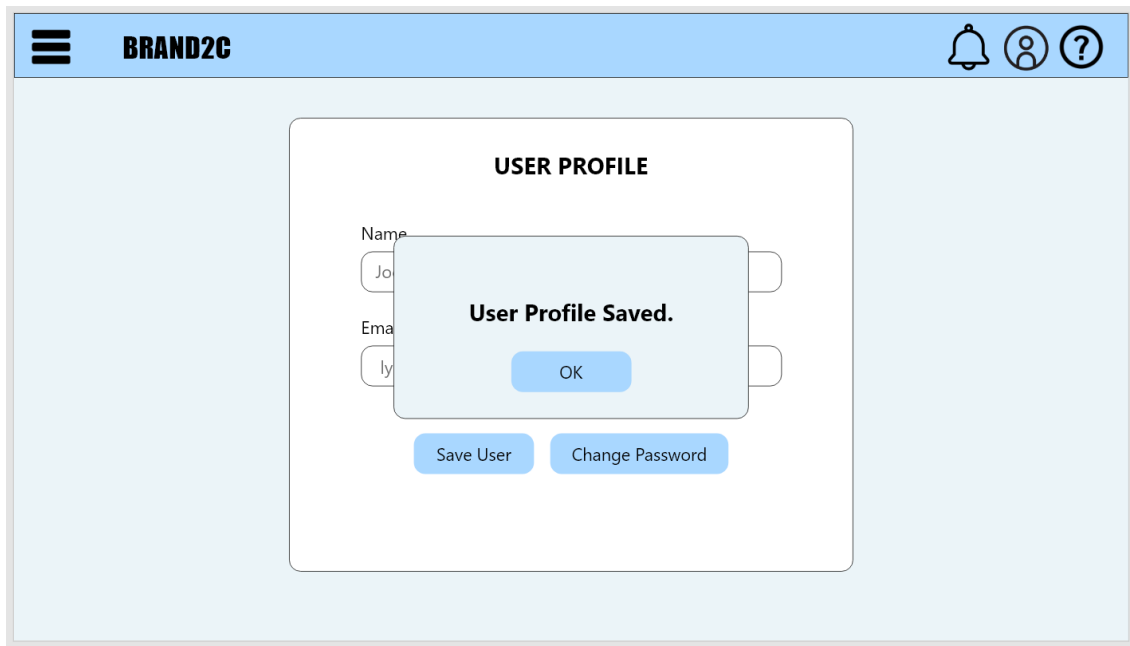 BRAND2C
?
USER PROFILE
Name
User Profile Saved.
OK
Save User
Change Password